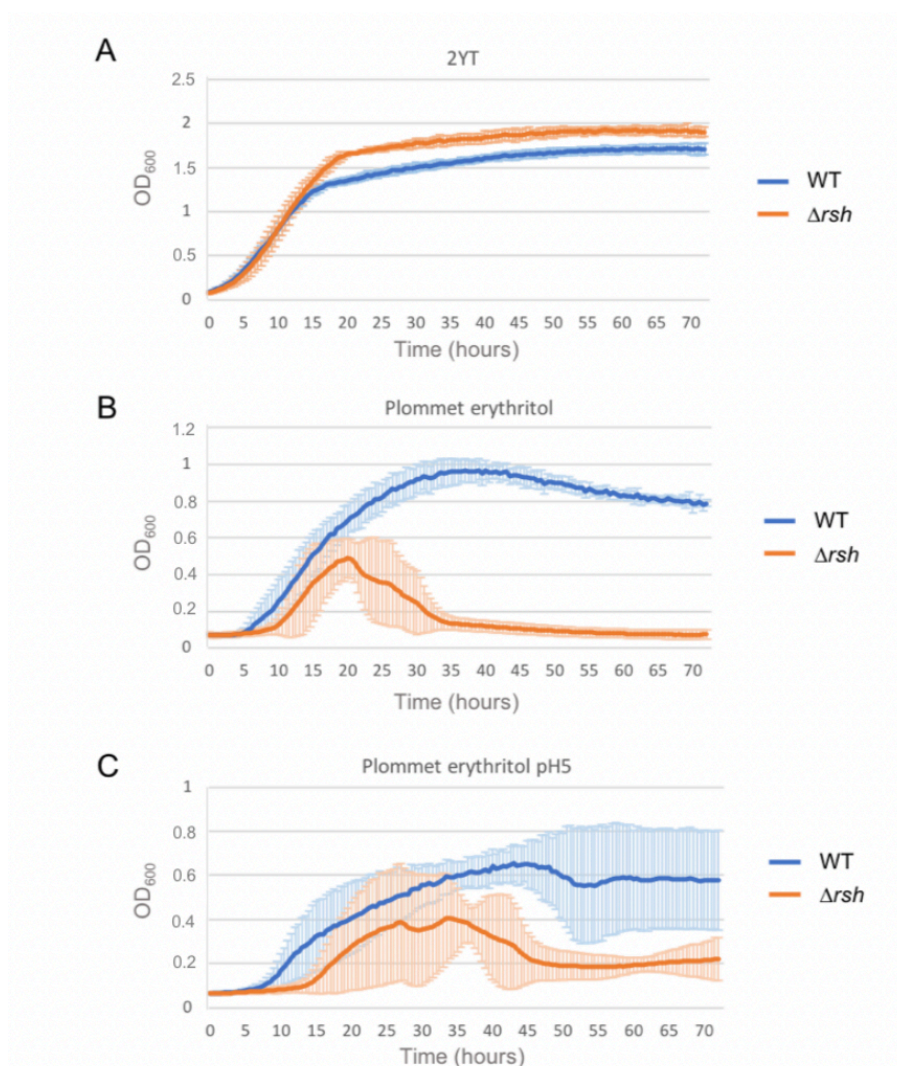 A
2YT
2.5
2
1.5
1
0.5
0
OD600
0 5 10 15 20 25 30 35 40 45 50 55 60 65 70
Time (hours)
WT
Δrsh
B
Plommet erythritol
1.2
1
0.8
0.6
0.4
0.2
0
OD600
0 5 10 15 20 25 30 35 40 45 50 55 60 65 70
Time (hours)
WT
Δrsh
C
Plommet erythritol pH5
1
0.8
0.6
0.4
0.2
0
OD600
0 5 10 15 20 25 30 35 40 45 50 55 60 65 70
Time (hours)
WT
Δrsh